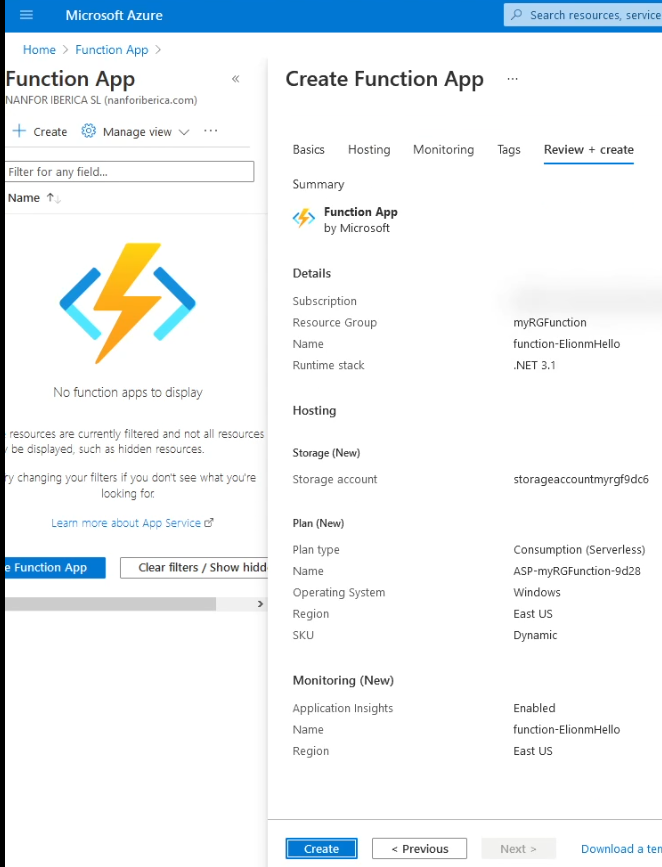 Microsoft Azure
Search resources, service
Home > Function App >
Function App
«
NANFOR IBERICA SL (nanforiberica.com)
+ Create
Manage view
...
Filter for any field...
Name ↑↓
No function apps to display
resources are currently filtered and not all resources
be displayed, such as hidden resources.
ry changing your filters if you don't see what you're
looking for.
Learn more about App Service
e Function App
Clear filters / Show hidd
Create Function App
...
Basics
Hosting
Monitoring
Tags
Review + create
Summary
Function App
by Microsoft
Details
Subscription
Resource Group myRGFunction
Name function-ElionmHello
Runtime stack .NET 3.1
Hosting
Storage (New)
Storage account storageaccountmyrgf9dc6
Plan (New)
Plan type Consumption (Serverless)
Name ASP-myRGFunction-9d28
Operating System Windows
Region East US
SKU Dynamic
Monitoring (New)
Application Insights Enabled
Name function-ElionmHello
Region East US
Create
< Previous
Next >
Download a tem